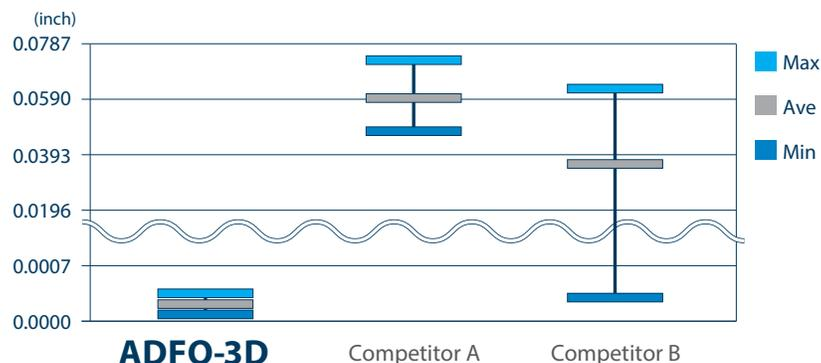 (inch)
0.0787
0.0590
0.0393
0.0196
0.0007
0.0000
Max
Ave
Min
ADFO-3D
Competitor A
Competitor B